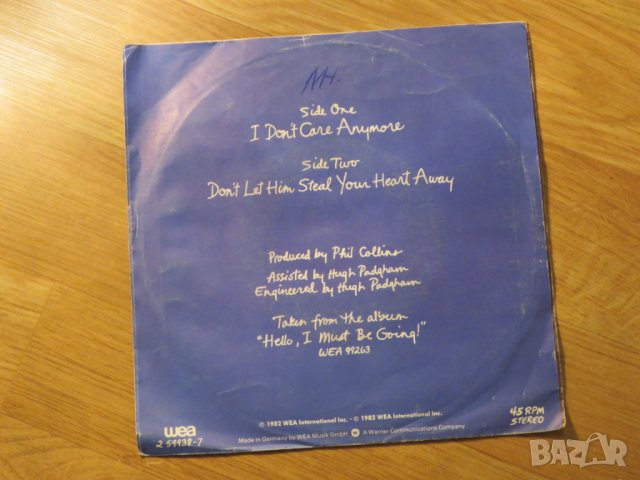 MH.
Side One
I Don't Care Anymore
Side Two
Don't Let Him Steal Your Heart Away
Produced by Phil Collins
Assisted by Hugh Padgham
Engineered by Hugh Padgham
Taken from the album
"Hello, I Must Be Going!"
WEA 99263
wea
2 59938-7
℗ 1982 WEA International Inc. · © 1982 WEA International Inc.
Made in Germany by WEA Musik GmbH / A Warner Communications Company
45 RPM
STEREO
BAZAR
bg